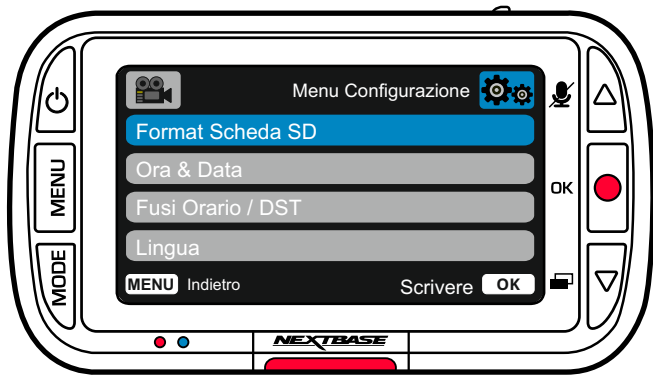 Menu Configurazione
Format Scheda SD
Ora & Data
Fusi Orario / DST
Lingua
MENU Indietro
Scrivere OK
MENU
MODE
OK
NEXTBASE